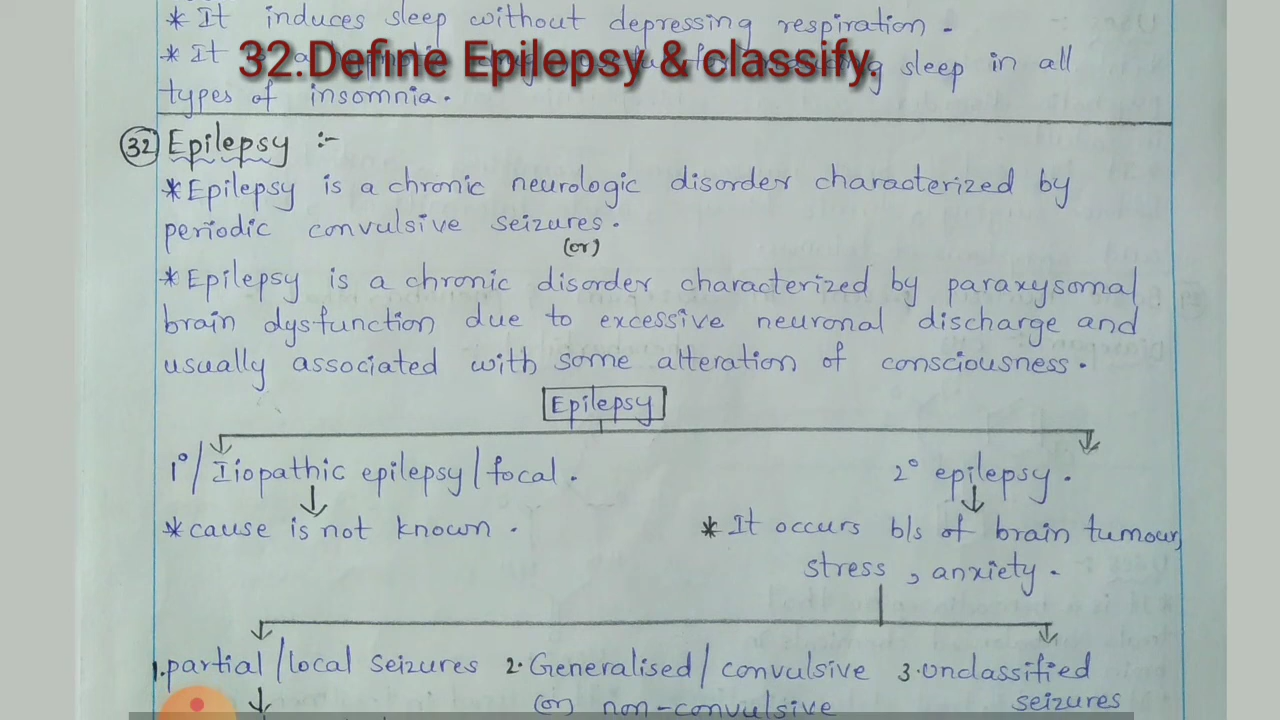 * It induces sleep without depressing respiration.
32.Define Epilepsy & classify.
* It sleep in all
types of insomnia.
32 Epilepsy :-
* Epilepsy is a chronic neurologic disorder characterized by
periodic convulsive seizures.
(or)
* Epilepsy is a chronic disorder characterized by paraxysomal
brain dysfunction due to excessive neuronal discharge and
usually associated with some alteration of consciousness.
Epilepsy
1°/ Iiopathic epilepsy/focal.
2° epilepsy.
* cause is not known.
* It occurs b/s of brain tumour,
stress, anxiety.
1. partial/local seizures 2. Generalised/convulsive 3. Unclassified
(or) non-convulsive seizures